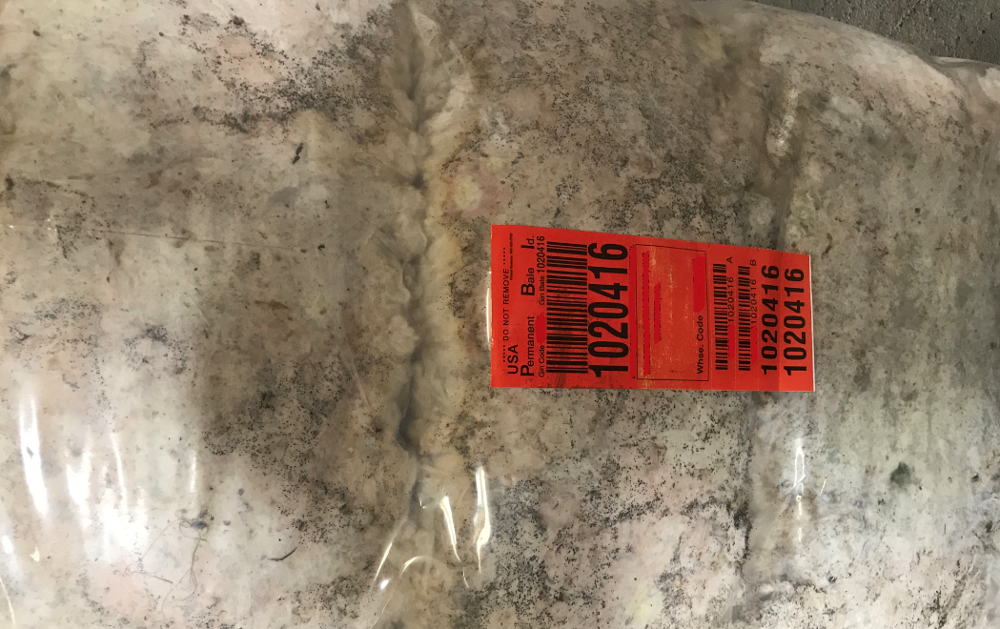 ***** DO NOT REMOVE *****
USA
Permanent Bale Id.
Gin Code Gin Bale 1020416
1020416
Whse. Code
1020416 A
1020416 B
1020416
1020416